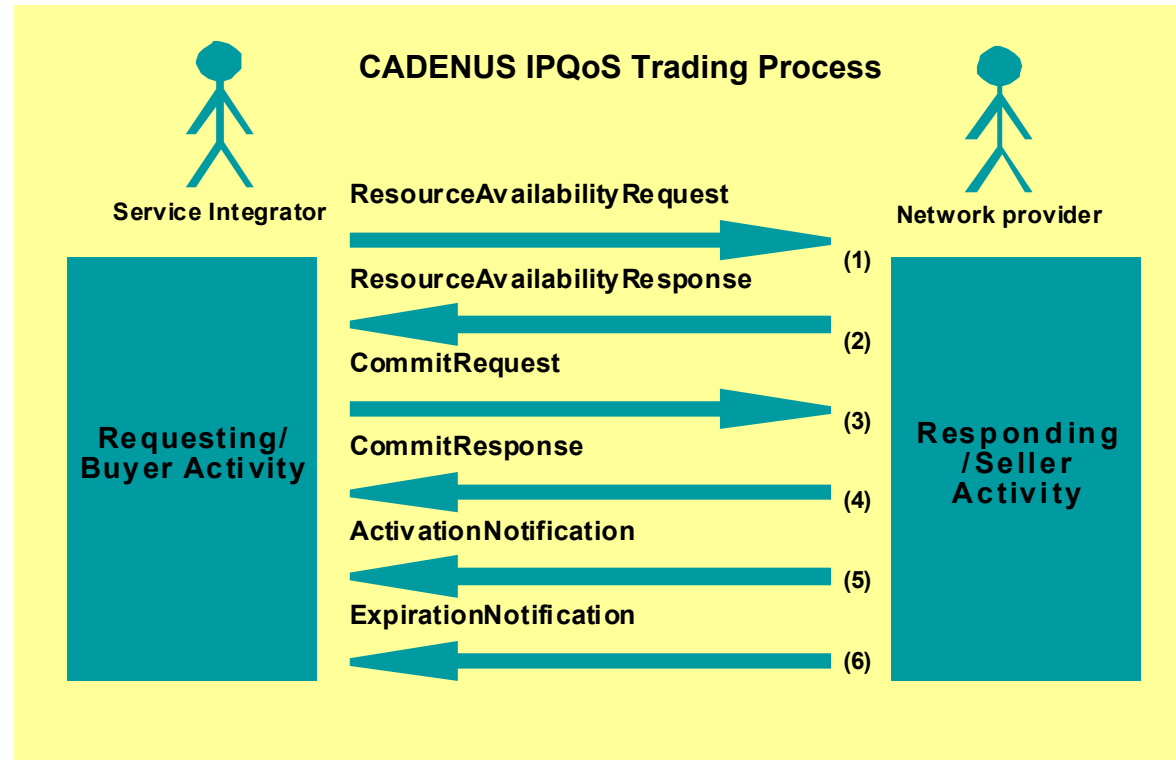 CADENUS IPQoS Trading Process
Service Integrator
Network provider
ResourceAvailabilityRequest
(1)
ResourceAvailabilityResponse
(2)
CommitRequest
(3)
CommitResponse
(4)
ActivationNotification
(5)
ExpirationNotification
(6)
Requesting/
Buyer Activity
Responding
/Seller
Activity